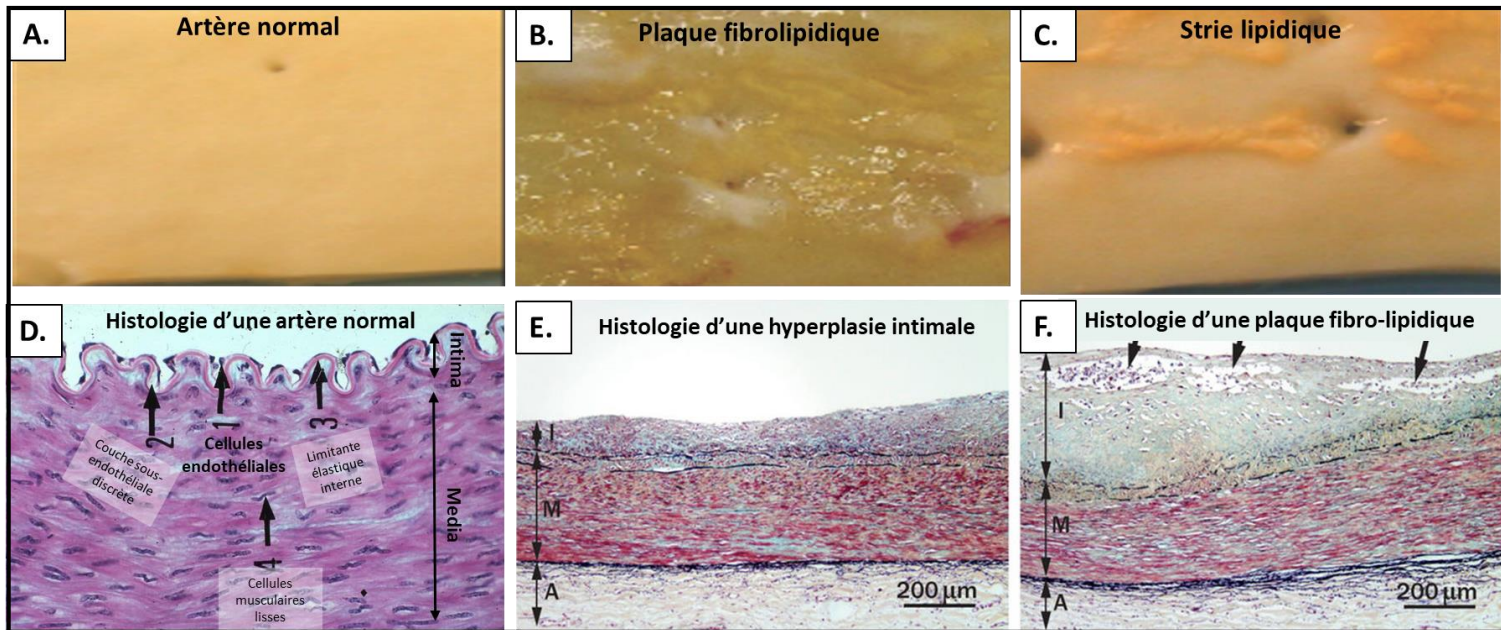 A.
Artère normal
B.
Plaque fibrolipidique
C.
Strie lipidique
D.
Histologie d'une artère normal
Intima
Media
1
2
3
4
Cellules
endothéliales
Couche sous-
endothéliale
discrète
Limitante
élastique
interne
Cellules
musculaires
lisses
E.
Histologie d'une hyperplasie intimale
I
M
A
200 µm
F.
Histologie d'une plaque fibro-lipidique
I
M
A
200 µm